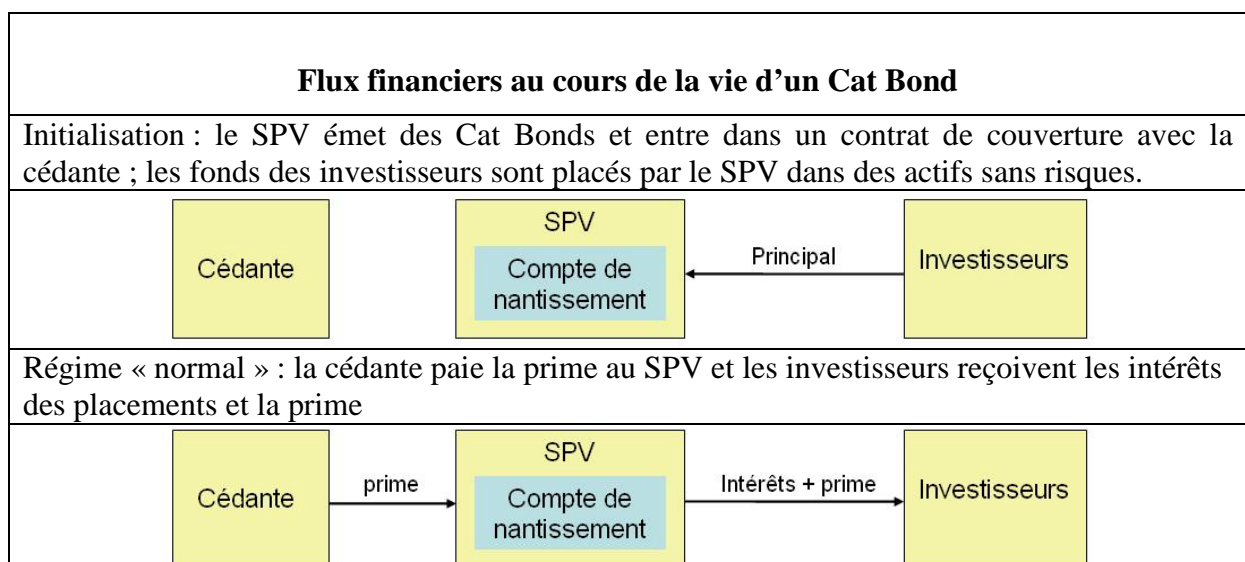 Flux financiers au cours de la vie d’un Cat Bond
Initialisation : le SPV émet des Cat Bonds et entre dans un contrat de couverture avec la
cédante ; les fonds des investisseurs sont placés par le SPV dans des actifs sans risques.
Cédante
SPV
Compte de
nantissement
Principal
Investisseurs
Régime « normal » : la cédante paie la prime au SPV et les investisseurs reçoivent les intérêts
des placements et la prime
Cédante
prime
SPV
Compte de
nantissement
Intérêts + prime
Investisseurs